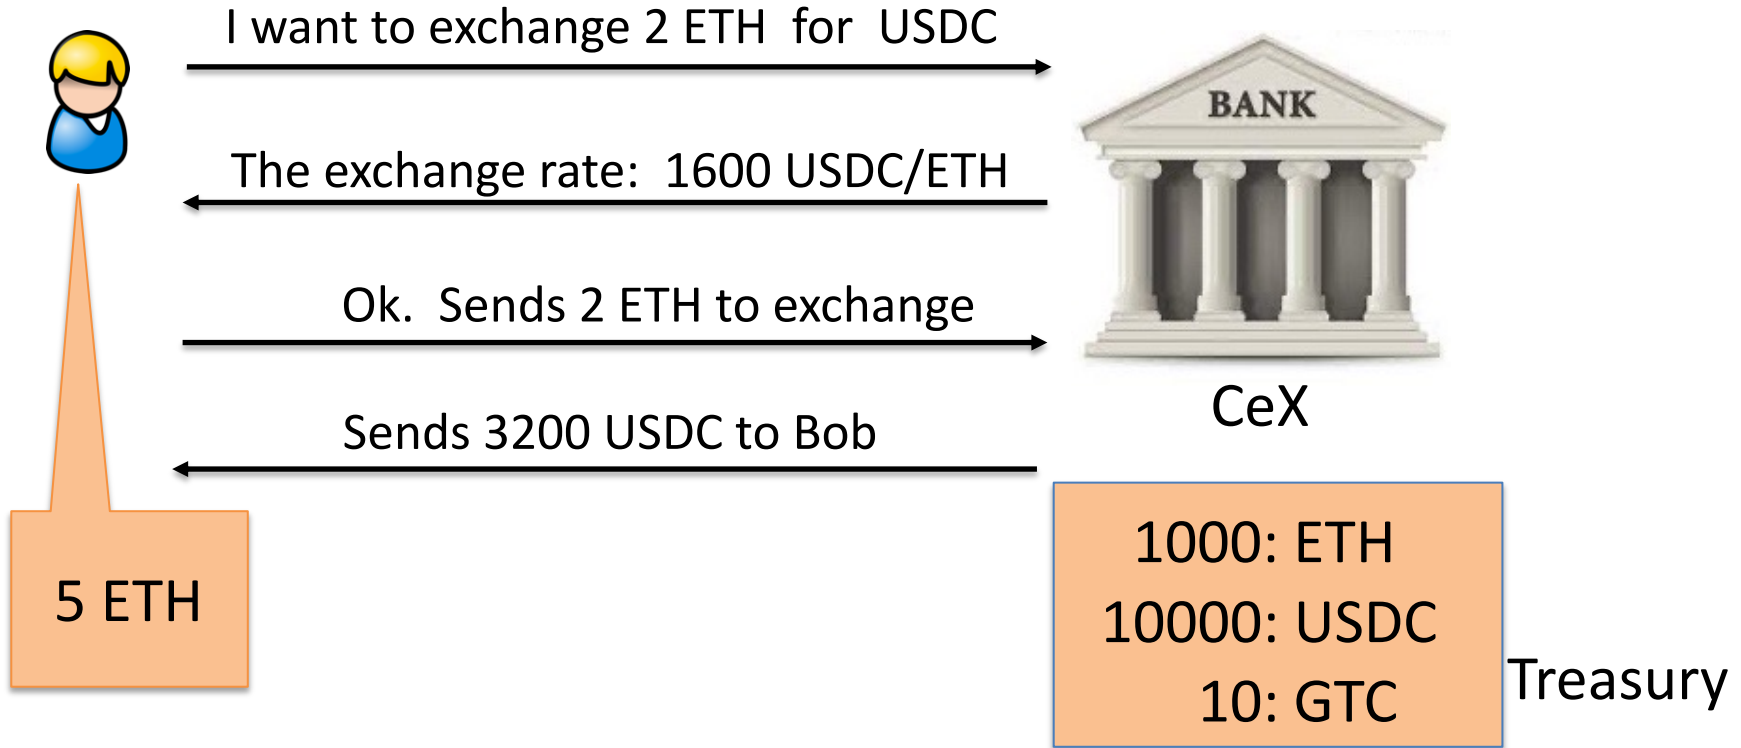 I want to exchange 2 ETH for USDC
BANK
The exchange rate: 1600 USDC/ETH
Ok. Sends 2 ETH to exchange
CeX
Sends 3200 USDC to Bob
5 ETH
1000: ETH
10000: USDC
10: GTC
Treasury